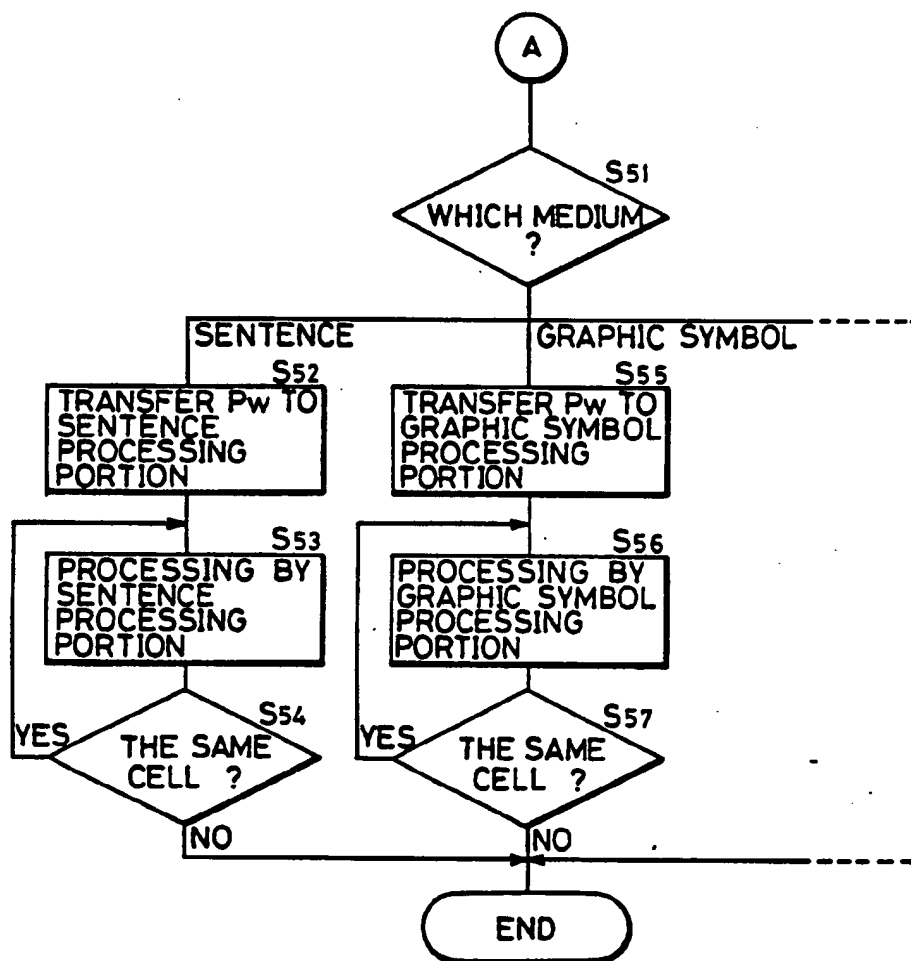 A
S51
WHICH MEDIUM
?
SENTENCE
GRAPHIC SYMBOL
S52
TRANSFER Pw TO
SENTENCE
PROCESSING
PORTION
S55
TRANSFER Pw TO
GRAPHIC SYMBOL
PROCESSING
PORTION
S53
PROCESSING BY
SENTENCE
PROCESSING
PORTION
S56
PROCESSING BY
GRAPHIC SYMBOL
PROCESSING
PORTION
S54
YES
THE SAME
CELL ?
NO
S57
YES
THE SAME
CELL ?
NO
END